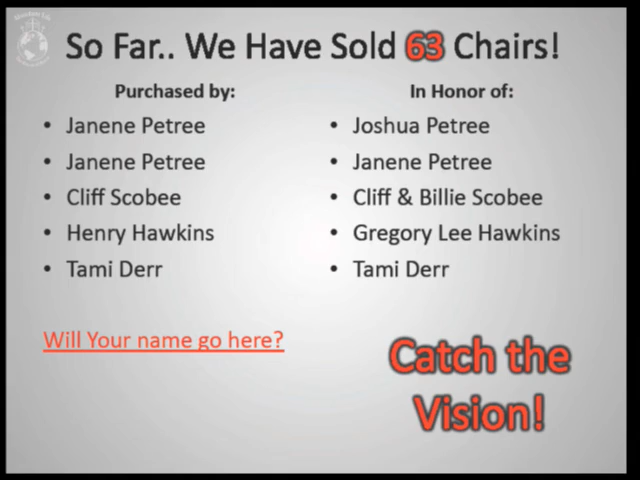 So Far.. We Have Sold 63 Chairs!
Purchased by:
• Janene Petree
• Janene Petree
• Cliff Scobee
• Henry Hawkins
• Tami Derr
In Honor of:
• Joshua Petree
• Janene Petree
• Cliff & Billie Scobee
• Gregory Lee Hawkins
• Tami Derr
Will Your name go here?
Catch the
Vision!